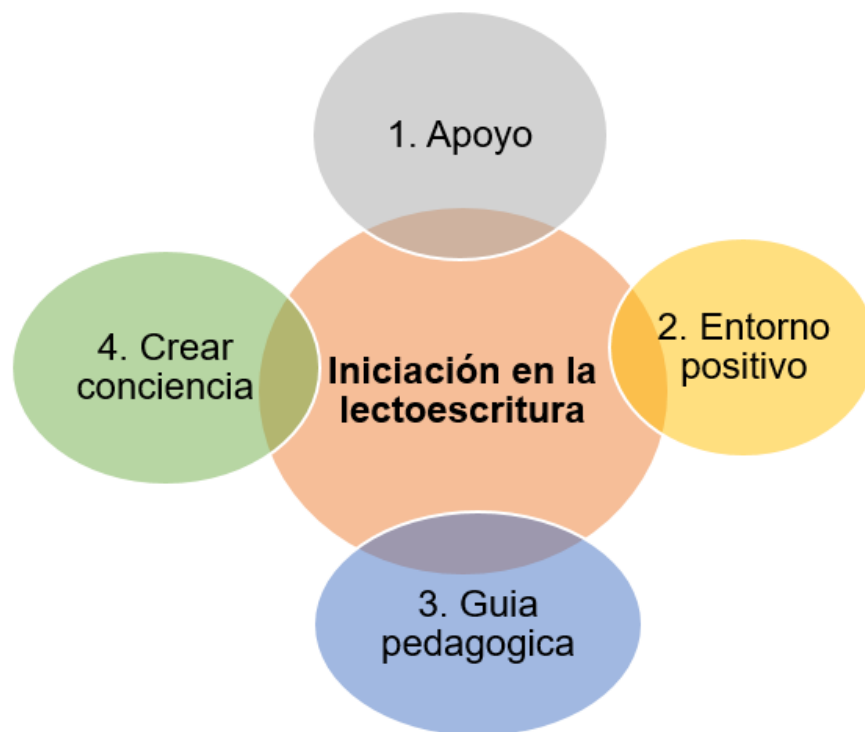 1. Apoyo
2. Entorno
positivo
3. Guia
pedagogica
4. Crear
conciencia
Iniciación en la
lectoescritura